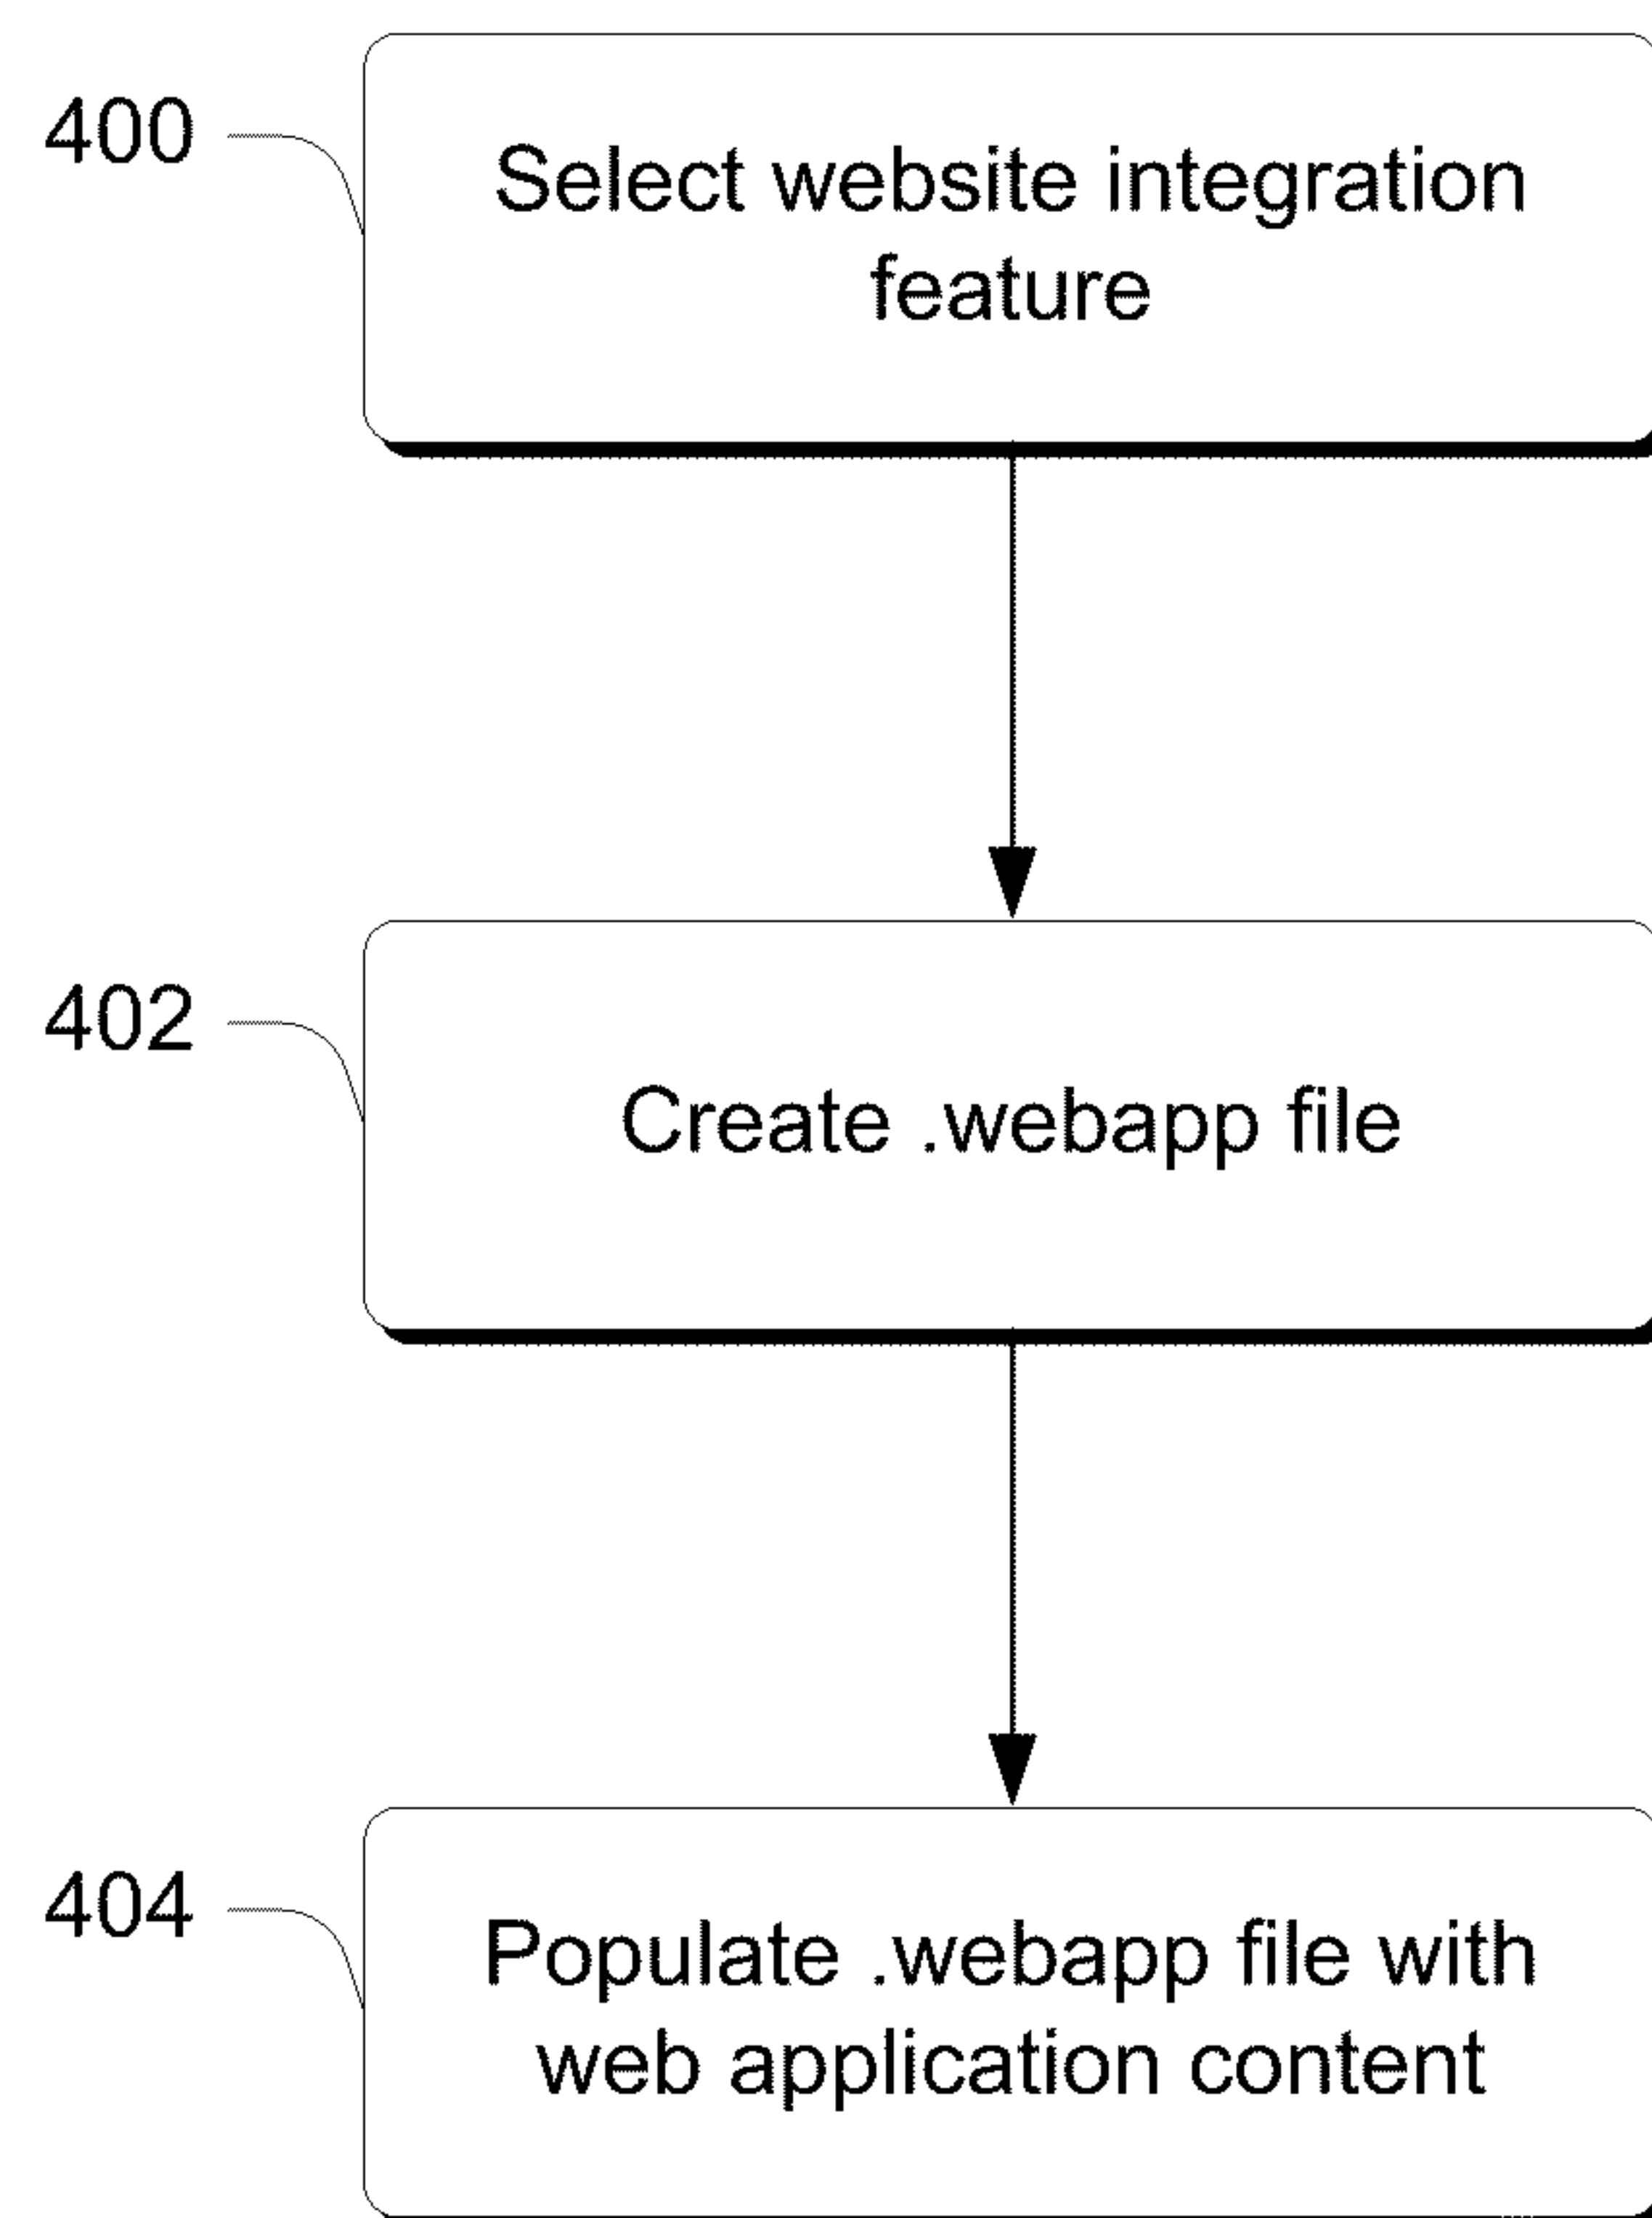 400
Select website integration
feature
402
Create .webapp file
404
Populate .webapp file with
web application content